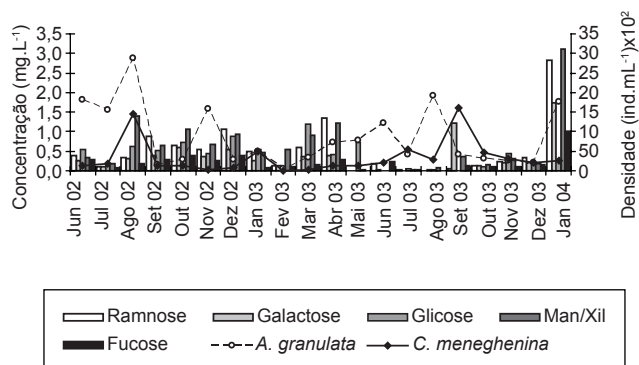 Concentração (mg.L⁻¹)
3,5
3,0
2,5
2,0
1,5
1,0
0,5
0,0
35
30
25
20
15
10
50
0
Densidade (ind.mL⁻¹)x10²
Jun 02
Jul 02
Ago 02
Set 02
Out 02
Nov 02
Dez 02
Jan 03
Fev 03
Mar 03
Abr 03
Mai 03
Jun 03
Jul 03
Ago 03
Set 03
Out 03
Nov 03
Dez 03
Jan 04
Ramnose Galactose Glicose Man/Xil
Fucose A. granulata C. meneghenina